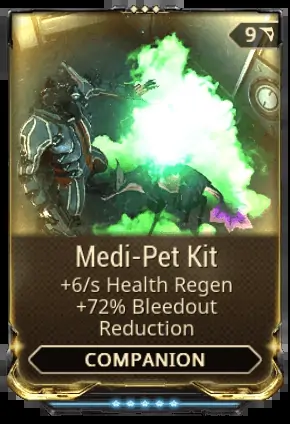 9
Medi-Pet Kit
+6/s Health Regen
+72% Bleedout
Reduction
COMPANION